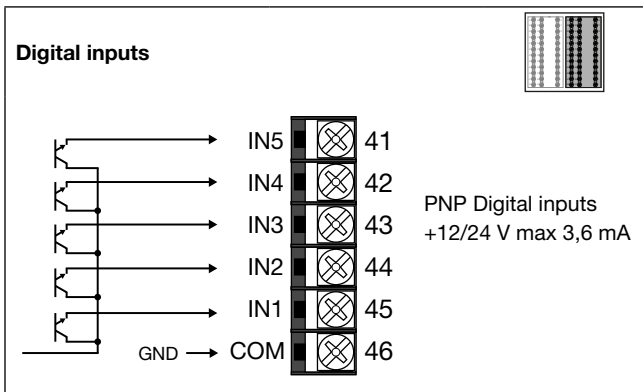 Digital inputs
IN5 41
IN4 42
IN3 43
IN2 44
IN1 45
GND COM 46
PNP Digital inputs
+12/24 V max 3,6 mA